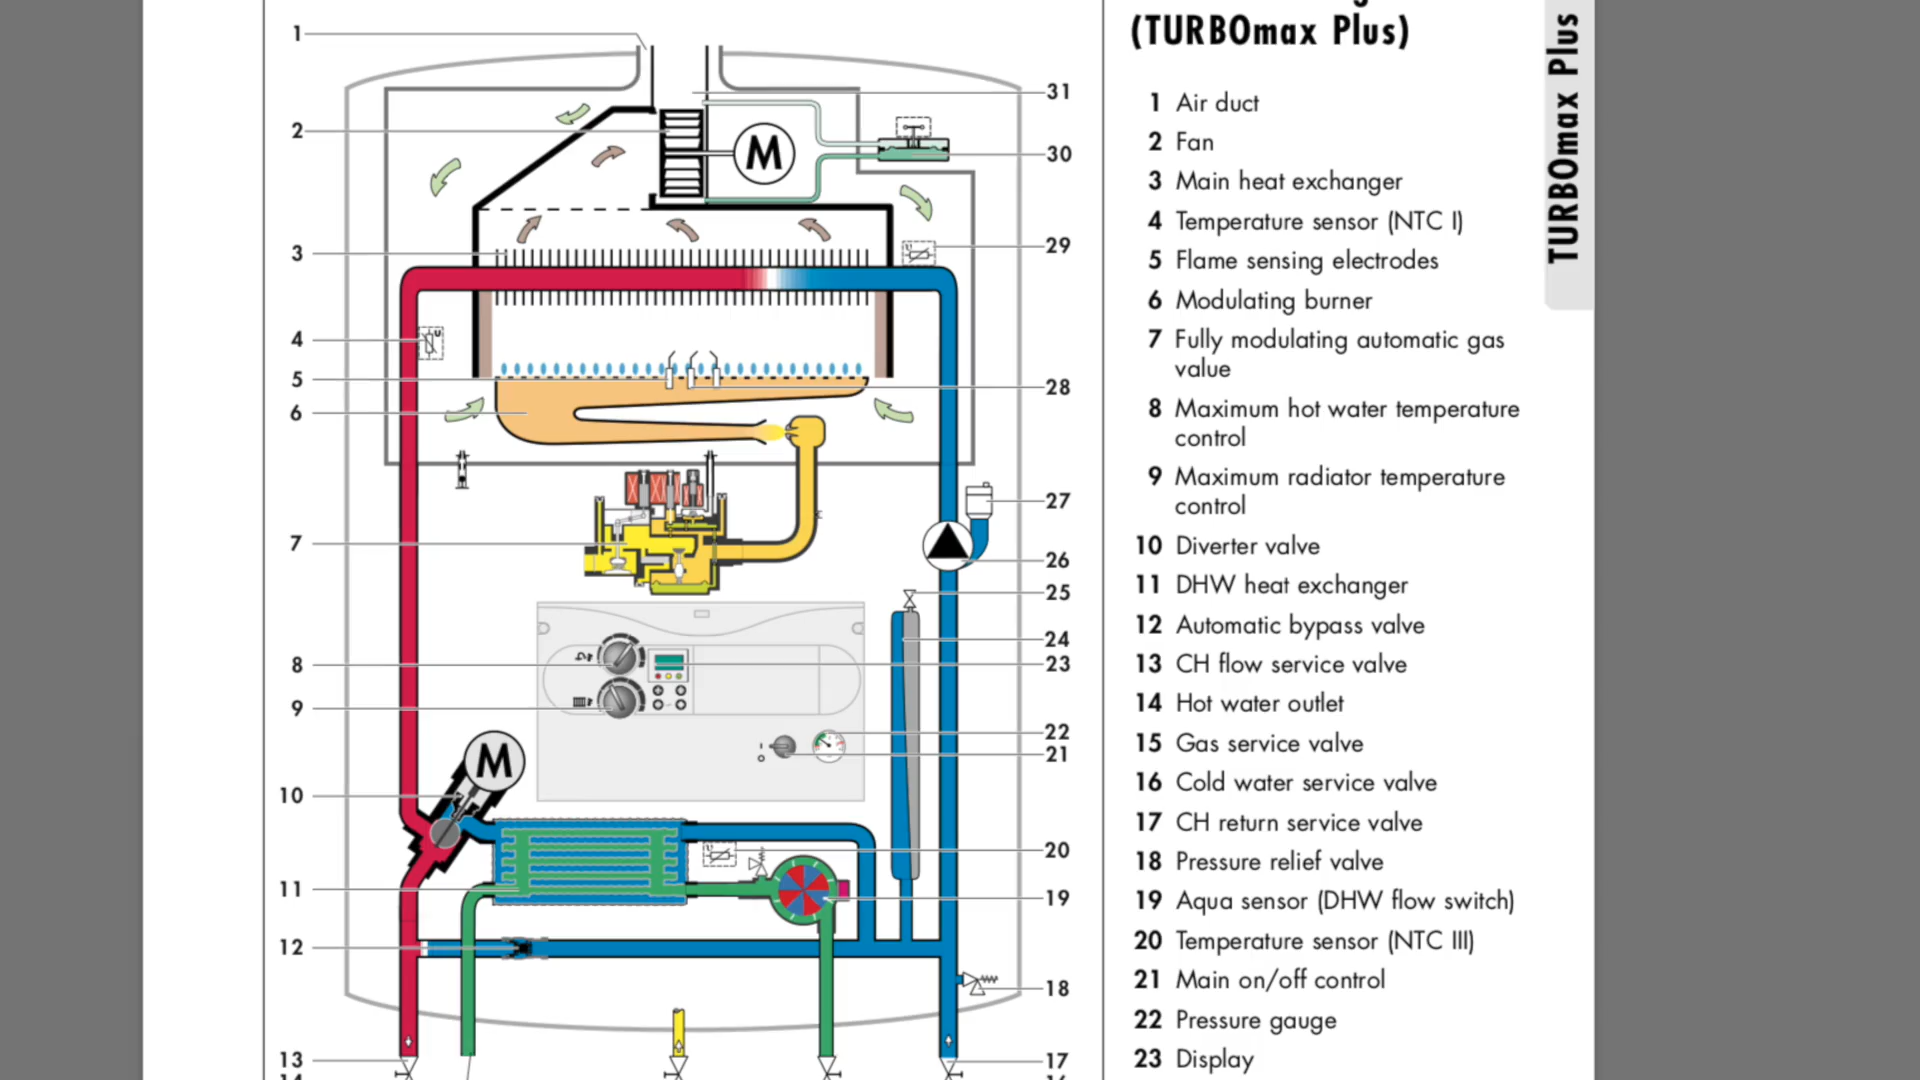 (TURBOmax Plus)
TURBOmax Plus
1 Air duct
2 Fan
3 Main heat exchanger
4 Temperature sensor (NTC I)
5 Flame sensing electrodes
6 Modulating burner
7 Fully modulating automatic gas
value
8 Maximum hot water temperature
control
9 Maximum radiator temperature
control
10 Diverter valve
11 DHW heat exchanger
12 Automatic bypass valve
13 CH flow service valve
14 Hot water outlet
15 Gas service valve
16 Cold water service valve
17 CH return service valve
18 Pressure relief valve
19 Aqua sensor (DHW flow switch)
20 Temperature sensor (NTC III)
21 Main on/off control
22 Pressure gauge
23 Display
1
2
3
4
5
6
7
8
9
10
11
12
13
31
30
29
28
27
26
25
24
23
22
21
20
19
18
17
M
M